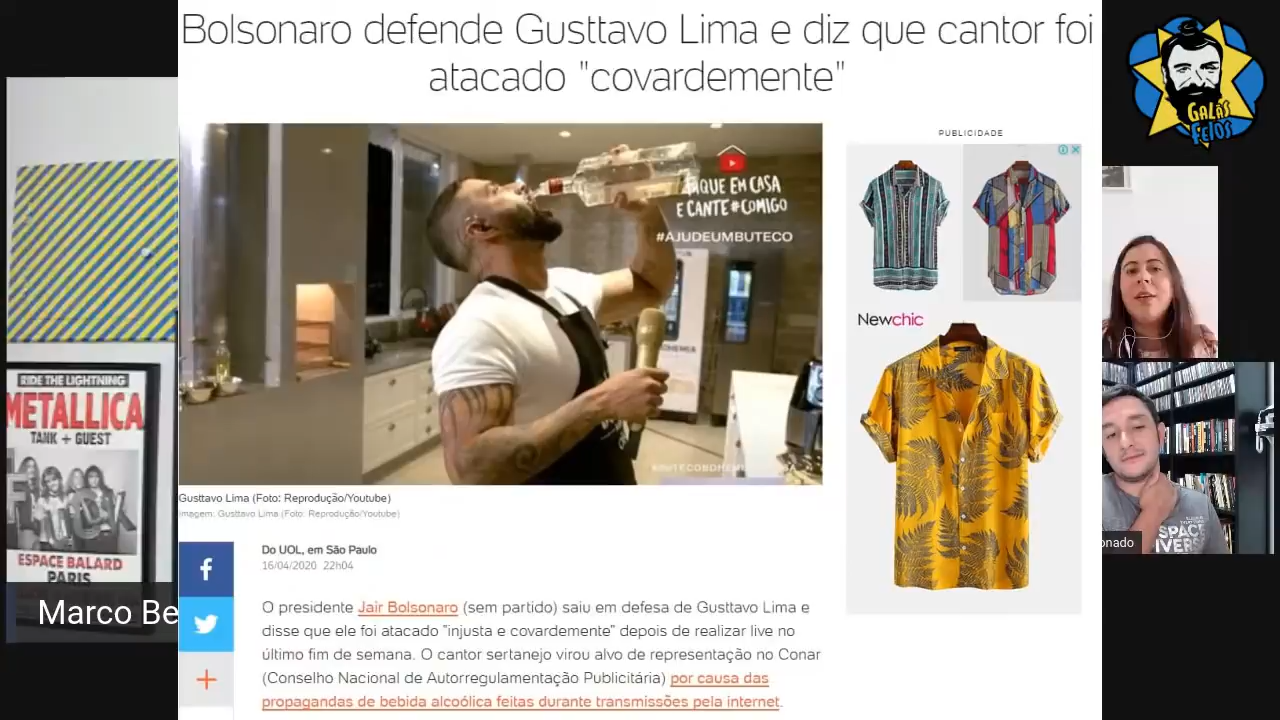 Bolsonaro defende Gusttavo Lima e diz que cantor foi
atacado "covardemente"
GALÃS
FEIOS
PUBLICIDADE
FIQUE EM CASA
E CANTE #COMIGO
#AJUDEUMBUTECO
Newchic
RIDE THE LIGHTNING
METALLICA
TANK + GUEST
ESPACE BALARD
PARIS
Marco Be
Gusttavo Lima (Foto: Reprodução/Youtube)
Imagem: Gusttavo Lima (Foto: Reprodução/Youtube)
Do UOL, em São Paulo
16/04/2020 22h04
O presidente Jair Bolsonaro (sem partido) saiu em defesa de Gusttavo Lima e
disse que ele foi atacado "injusta e covardemente" depois de realizar live no
último fim de semana. O cantor sertanejo virou alvo de representação no Conar
(Conselho Nacional de Autorregulamentação Publicitária) por causa das
propagandas de bebida alcoólica feitas durante transmissões pela internet.
SPACE
IVERS
onado